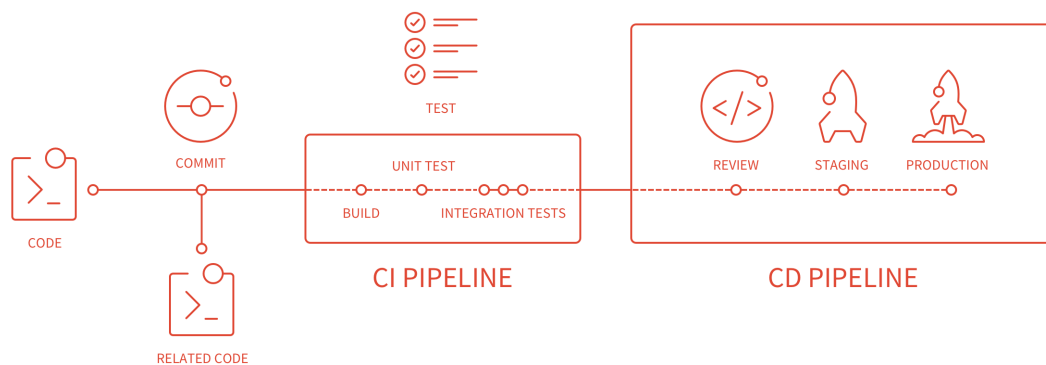 TEST
COMMIT
UNIT TEST
REVIEW
STAGING
PRODUCTION
BUILD
INTEGRATION TESTS
CODE
CI PIPELINE
CD PIPELINE
RELATED CODE